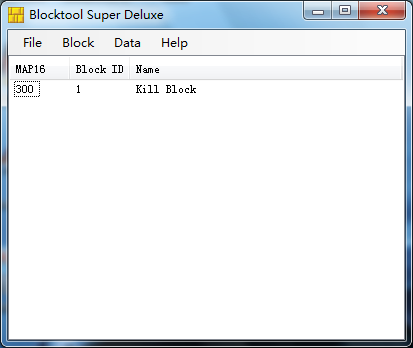 Blocktool Super Deluxe
File Block Data Help
MAP16 Block ID Name
300 1 Kill Block